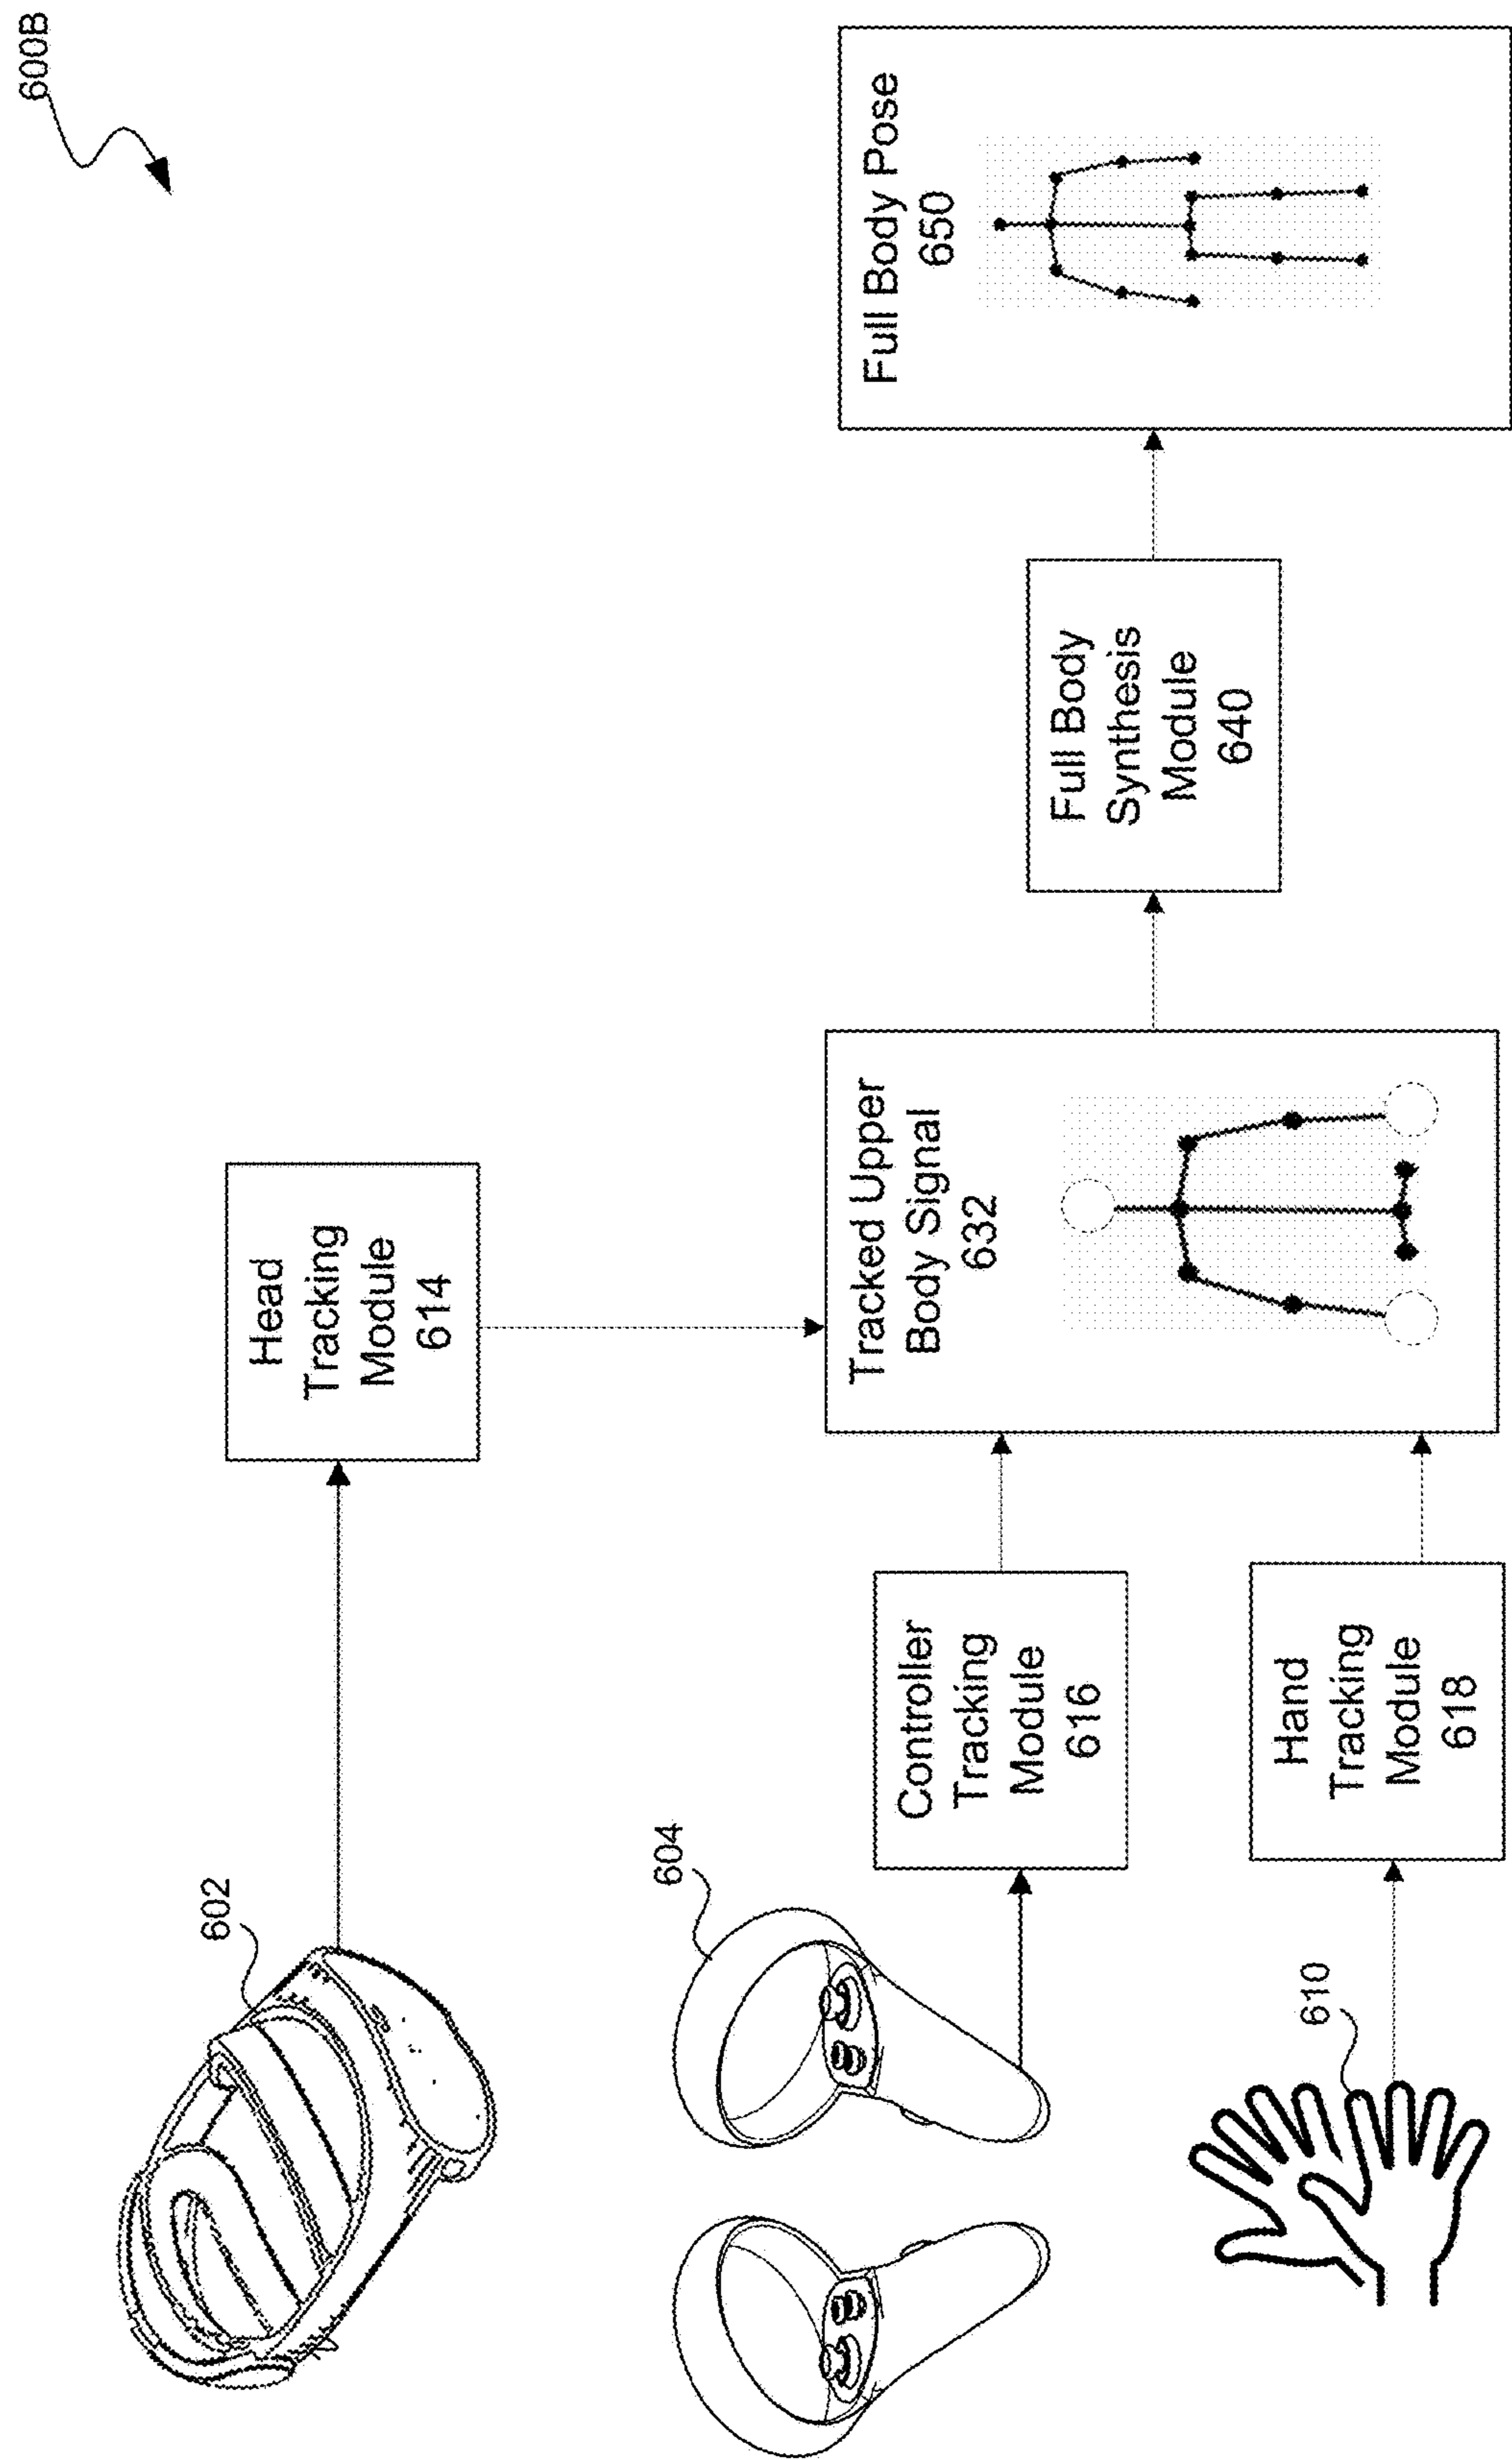 600B
602
Head
Tracking
Module
614
604
Controller
Tracking
Module
616
610
Hand
Tracking
Module
618
Tracked Upper
Body Signal
632
Full Body
Synthesis
Module
640
Full Body Pose
650